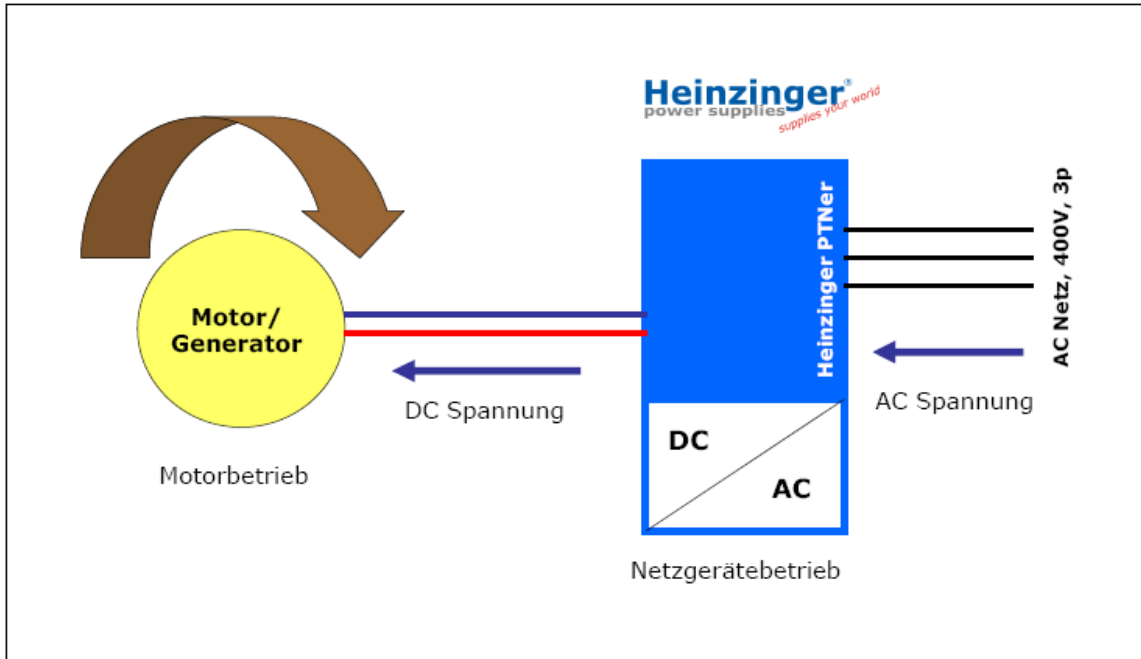 Heinzinger®
power supplies
supplies your world
Heinzinger PTNer
AC Netz, 400V, 3p
Motor/
Generator
DC Spannung
AC Spannung
DC
AC
Motorbetrieb
Netzgerätebetrieb